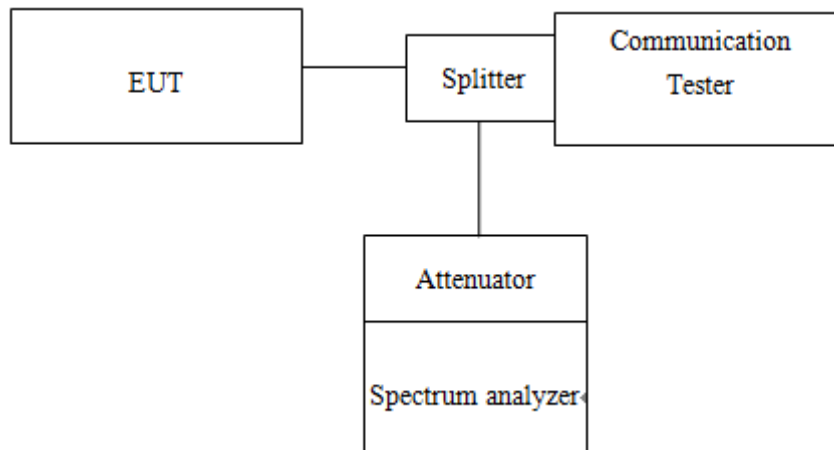 EUT
Splitter
Communication
Tester
Attenuator
Spectrum analyzer